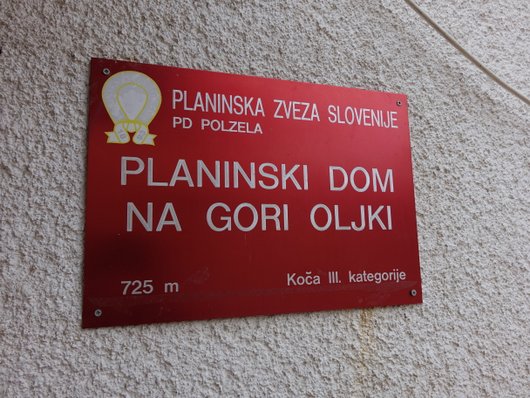 PLANINSKA ZVEZA SLOVENIJE
PD POLZELA
PLANINSKI DOM
NA GORI OLJKI
725 m
Koča III. kategorije